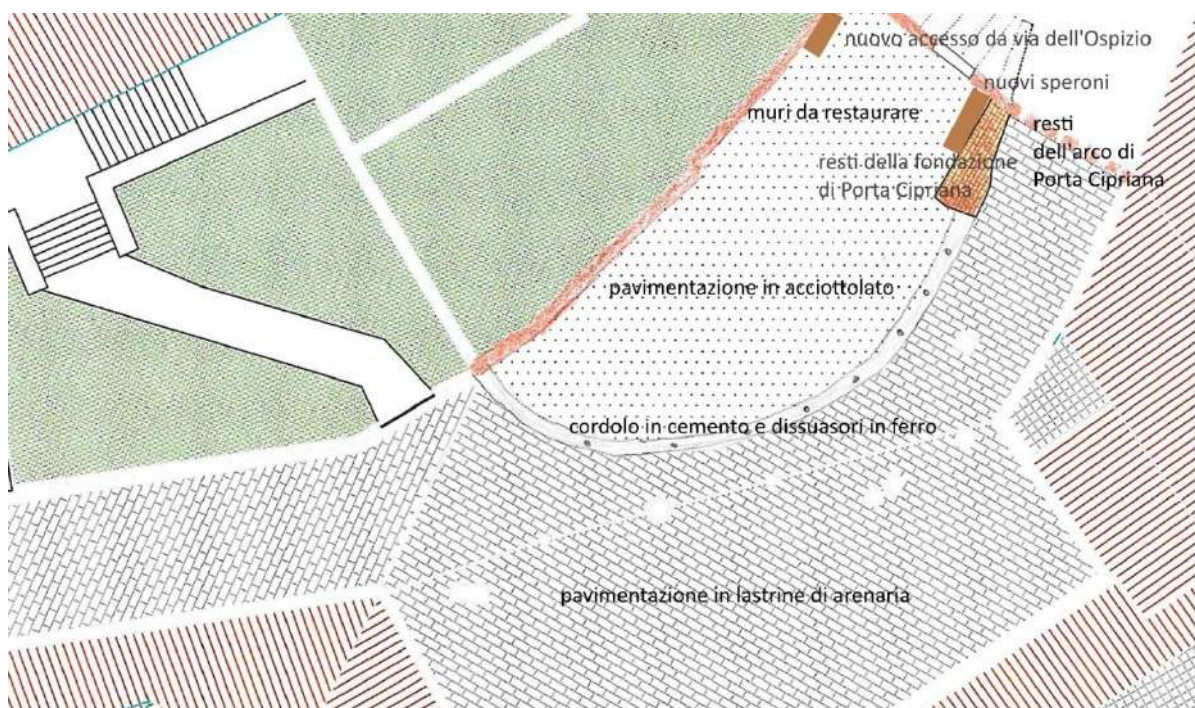 nuovo accesso da via dell'Ospizio
nuovi speroni
muri da restaurare
resti
dell'arco di
Porta Cipriana
resti della fondazione
di Porta Cipriana
pavimentazione in acciottolato
cordolo in cemento e dissuasori in ferro
pavimentazione in lastrine di arenaria